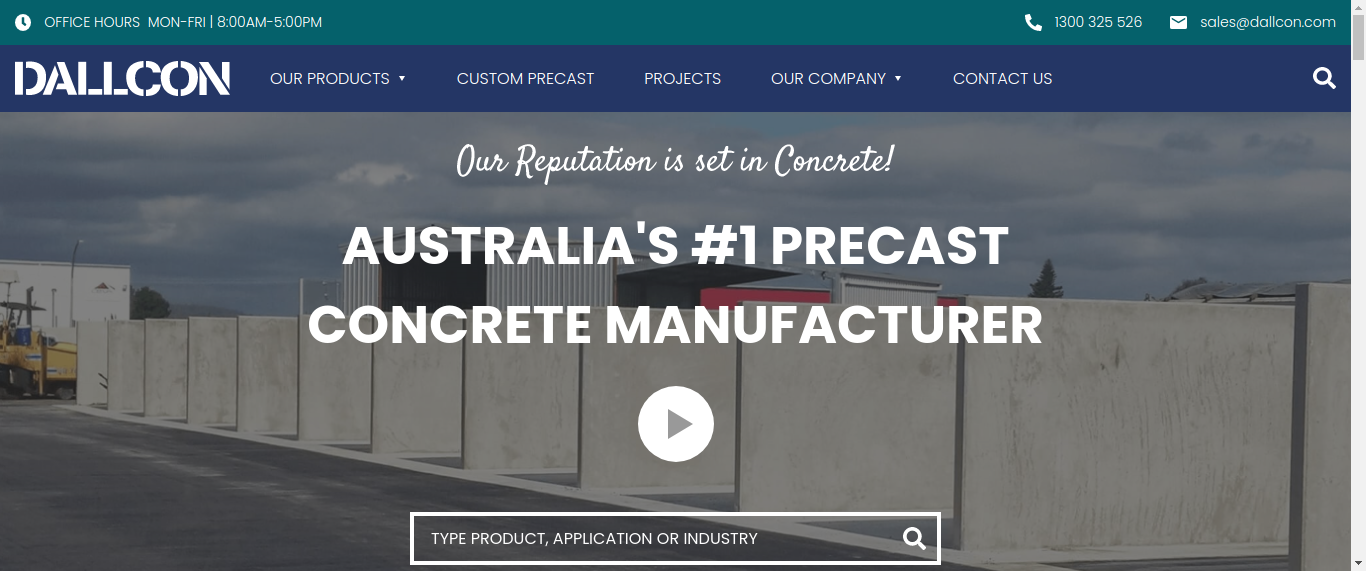 OFFICE HOURS MON-FRI | 8:00AM-5:00PM
1300 325 526
sales@dallcon.com
DALLCON
OUR PRODUCTS
CUSTOM PRECAST
PROJECTS
OUR COMPANY
CONTACT US
Our Reputation is set in Concrete!
AUSTRALIA'S #1 PRECAST
CONCRETE MANUFACTURER
TYPE PRODUCT, APPLICATION OR INDUSTRY